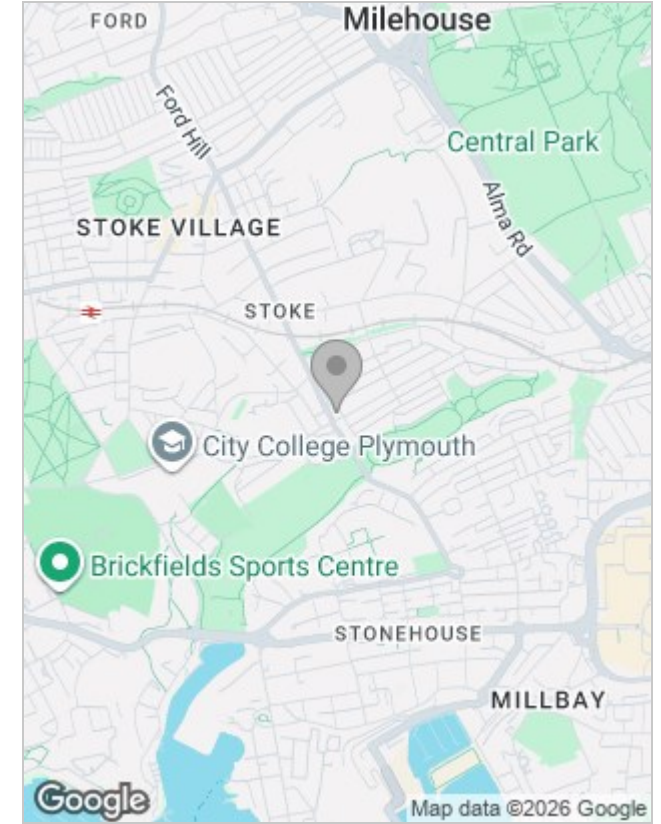 Milehouse
FORD
Ford Hill
Central Park
Alma Rd
STOKE VILLAGE
STOKE
City College Plymouth
Brickfields Sports Centre
STONEHOUSE
MILLBAY
Google
Map data ©2026 Google